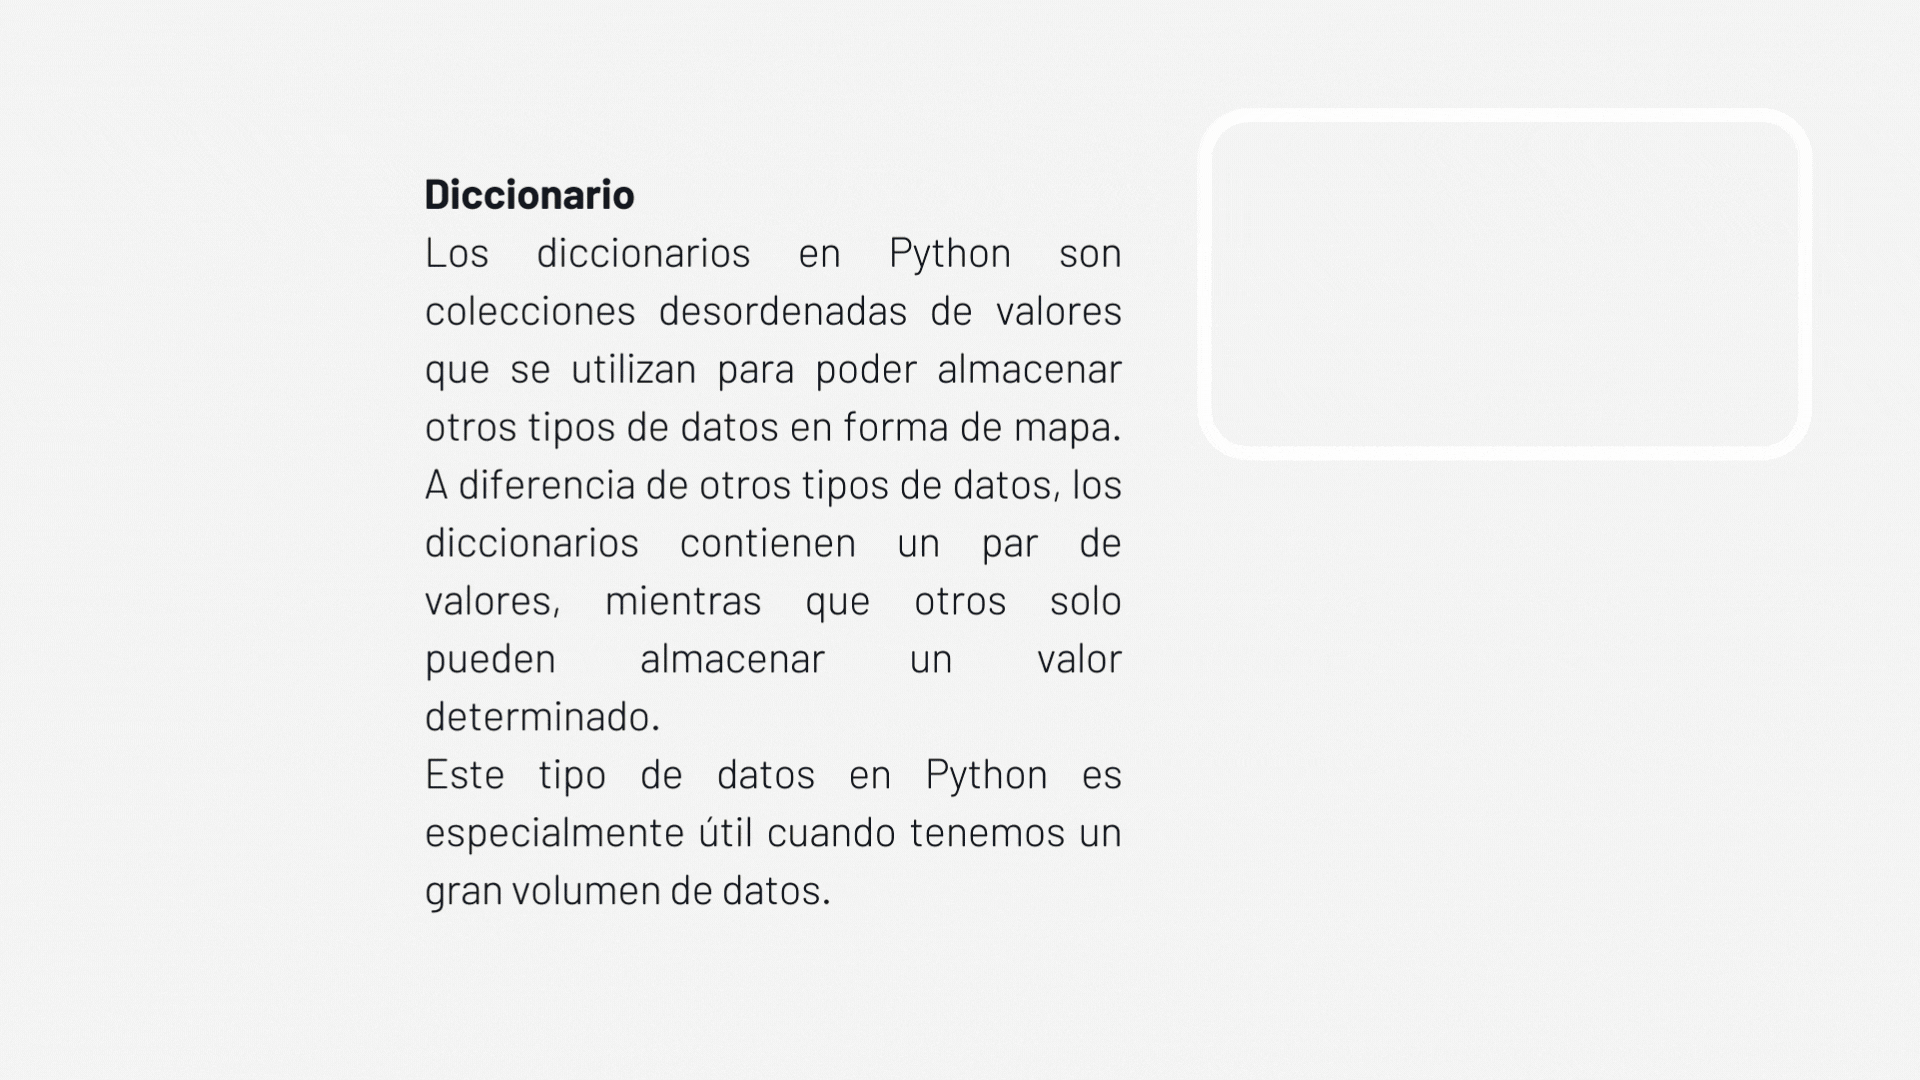 Diccionario
Los diccionarios en Python son
colecciones desordenadas de valores
que se utilizan para poder almacenar
otros tipos de datos en forma de mapa.
A diferencia de otros tipos de datos, los
diccionarios contienen un par de
valores, mientras que otros solo
pueden almacenar un valor
determinado.
Este tipo de datos en Python es
especialmente útil cuando tenemos un
gran volumen de datos.